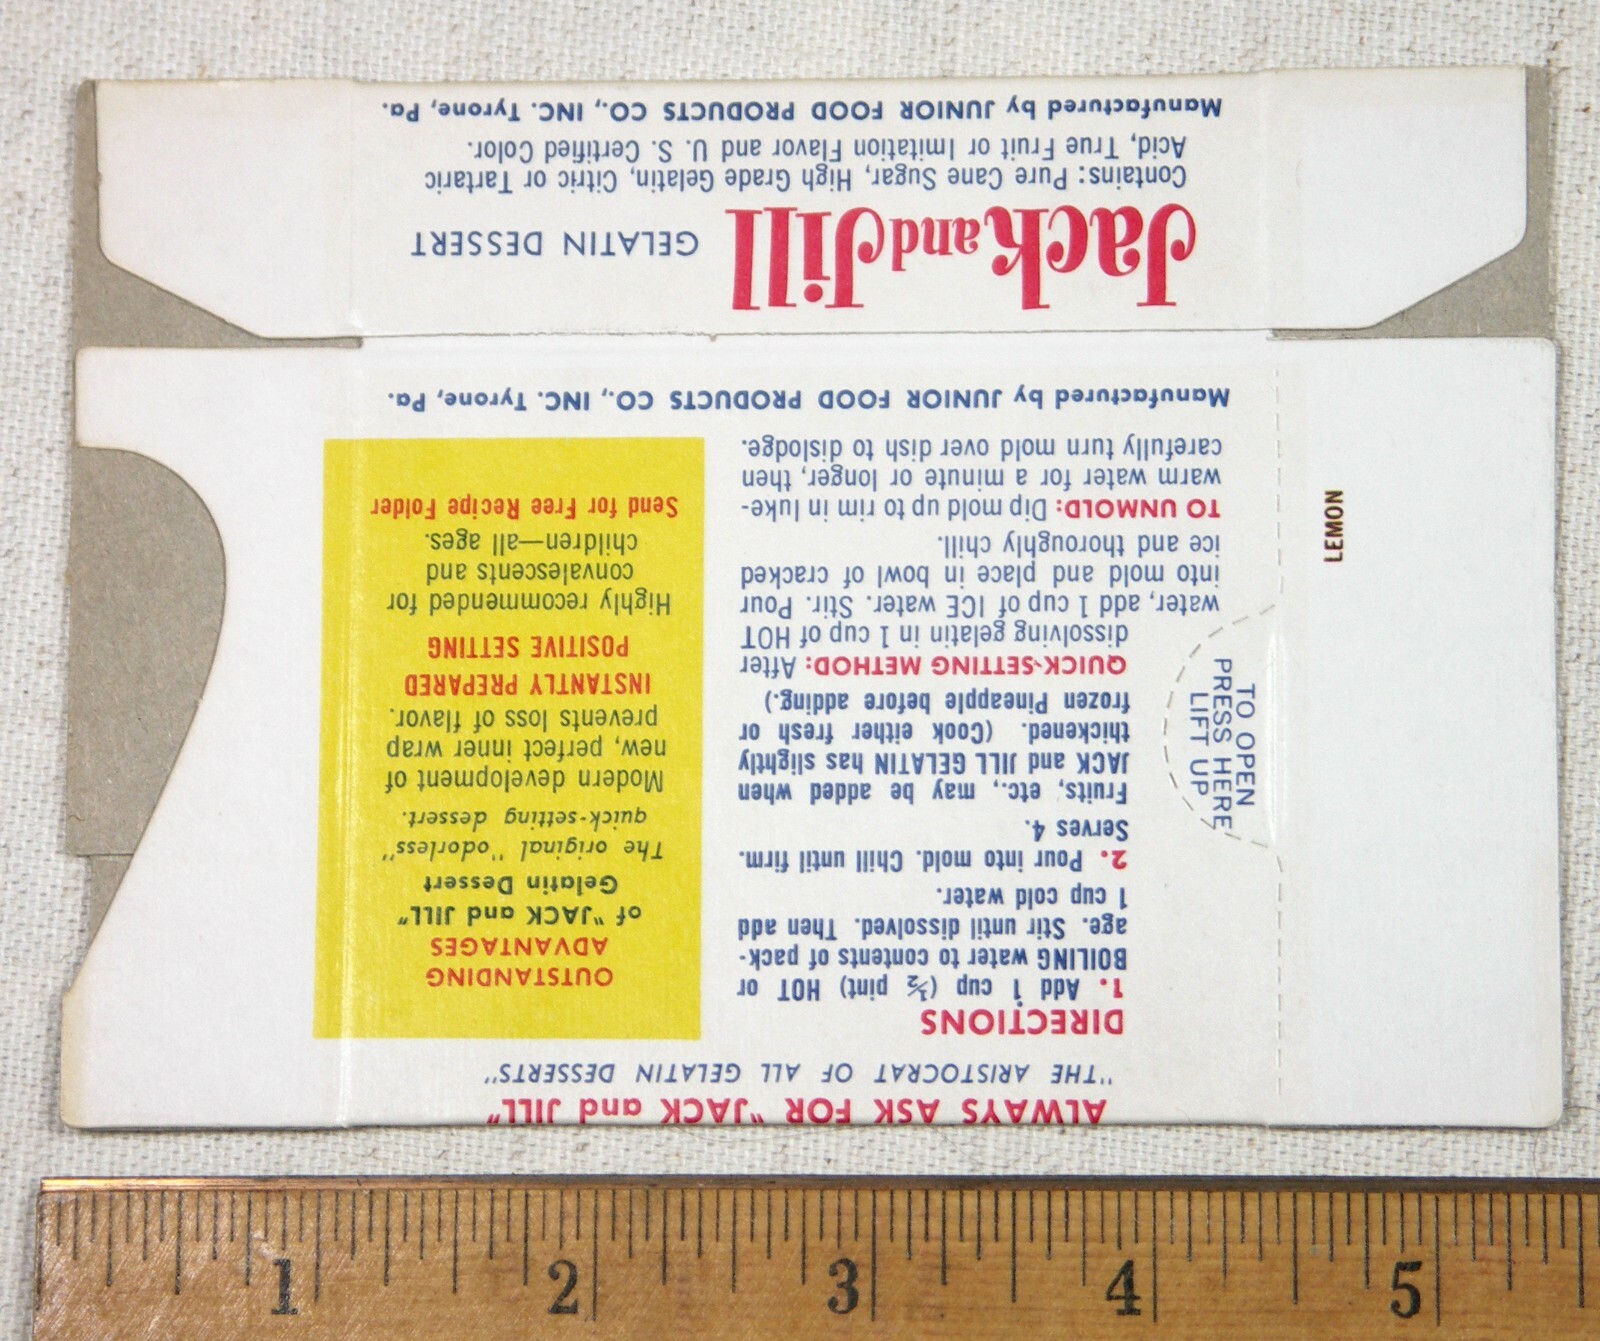 ALWAYS ASK FOR "JACK and JILL"
"THE ARISTOCRAT OF ALL GELATIN DESSERTS"
DIRECTIONS
1. Add 1 cup (½ pint) HOT or
BOILING water to contents of pack-
age. Stir until dissolved. Then add
1 cup cold water.
2. Pour into mold. Chill until firm.
Serves 4.
Fruits, etc., may be added when
JACK and JILL GELATIN has slightly
thickened. (Cook either fresh or
frozen Pineapple before adding.)
QUICK-SETTING METHOD: After
dissolving gelatin in 1 cup of HOT
water, add 1 cup of ICE water. Stir. Pour
into mold and place in bowl of cracked
ice and thoroughly chill.
TO UNMOLD: Dip mold up to rim in luke-
warm water for a minute or longer, then
carefully turn mold over dish to dislodge.
OUTSTANDING
ADVANTAGES
of "JACK and JILL"
Gelatin Dessert
The original "odorless"
quick-setting dessert.
Modern development of
new, perfect inner wrap
prevents loss of flavor.
INSTANTLY PREPARED
POSITIVE SETTING
Highly recommended for
convalescents and
children—all ages.
Send for Free Recipe Folder
Manufactured by JUNIOR FOOD PRODUCTS CO., INC. Tyrone, Pa.
Jack and Jill GELATIN DESSERT
Contains: Pure Cane Sugar, High Grade Gelatin, Citric or Tartaric
Acid, True Fruit or Imitation Flavor and U. S. Certified Color.
Manufactured by JUNIOR FOOD PRODUCTS CO., INC. Tyrone, Pa.
TO OPEN
PRESS HERE
LIFT UP
LEMON
1 2 3 4 5